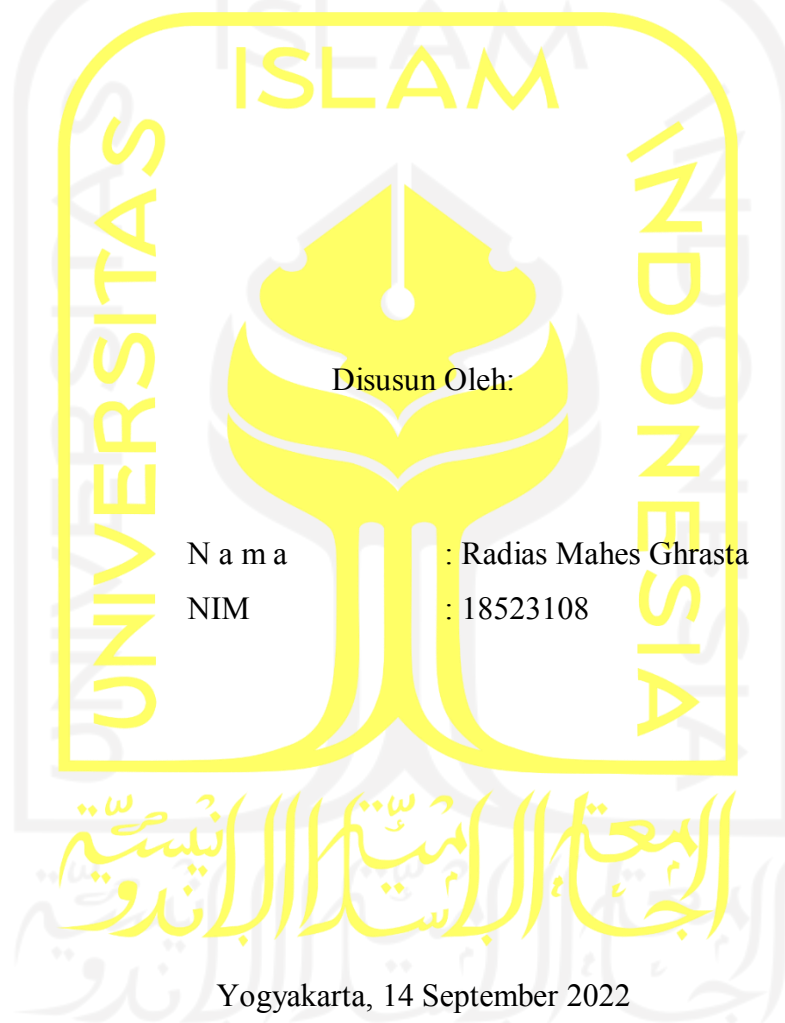 ISLAM
UNIVERSITAS
INDONESIA
Disusun Oleh:
N a m a : Radias Mahes Ghrasta
NIM : 18523108
الجامعة الإسلامية الإندونيسية
Yogyakarta, 14 September 2022